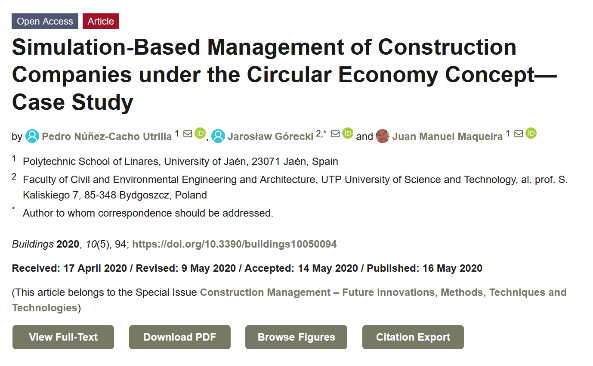 Open Access Article
Simulation-Based Management of Construction
Companies under the Circular Economy Concept—
Case Study
by Pedro Núñez-Cacho Utrilla 1 iD, Jarosław Górecki 2,* iD and Juan Manuel Maqueira 1 iD
1 Polytechnic School of Linares, University of Jaén, 23071 Jaén, Spain
2 Faculty of Civil and Environmental Engineering and Architecture, UTP University of Science and Technology, al. prof. S.
Kaliskiego 7, 85-348 Bydgoszcz, Poland
* Author to whom correspondence should be addressed.
Buildings 2020, 10(5), 94; https://doi.org/10.3390/buildings10050094
Received: 17 April 2020 / Revised: 9 May 2020 / Accepted: 14 May 2020 / Published: 16 May 2020
(This article belongs to the Special Issue Construction Management – Future Innovations, Methods, Techniques and
Technologies)
View Full-Text Download PDF Browse Figures Citation Export